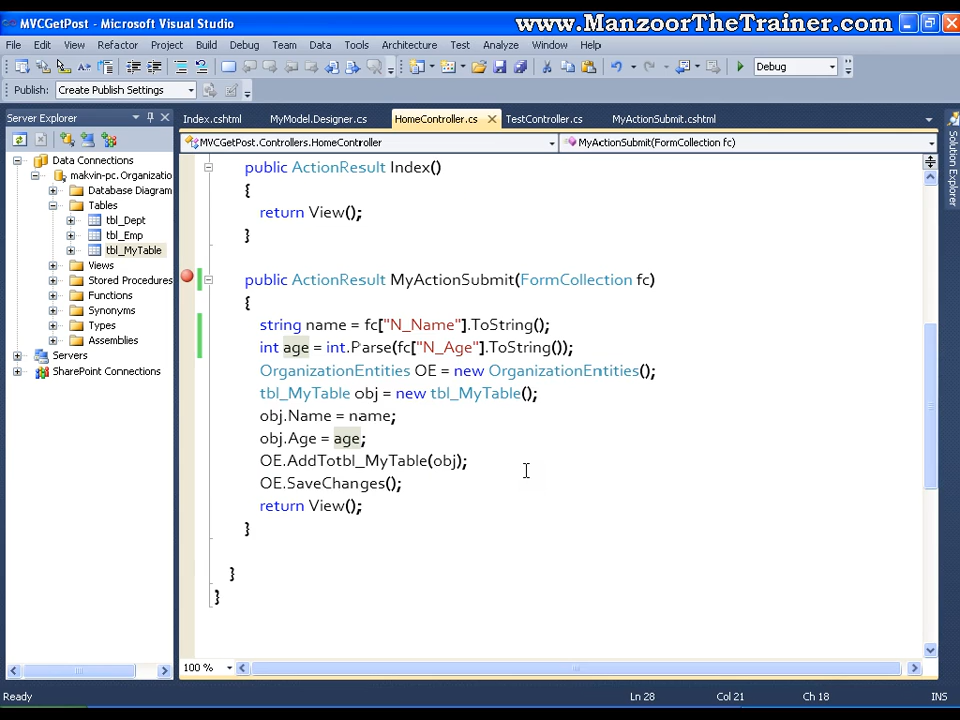 MVCGetPost - Microsoft Visual Studio
www.ManzoorTheTrainer.com
File Edit View Refactor Project Build Debug Team Data Tools Architecture Test Analyze Window Help
Debug
Publish: Create Publish Settings
Server Explorer
Index.cshtml MyModel.Designer.cs HomeController.cs TestController.cs MyActionSubmit.cshtml
MVCGetPost.Controllers.HomeController MyActionSubmit(FormCollection fc)
Solution Explorer
Data Connections
makvin-pc.Organizatio
Database Diagram
Tables
tbl_Dept
tbl_Emp
tbl_MyTable
Views
Stored Procedures
Functions
Synonyms
Types
Assemblies
Servers
SharePoint Connections
public ActionResult Index()
{
return View();
}
public ActionResult MyActionSubmit(FormCollection fc)
{
string name = fc["N_Name"].ToString();
int age = int.Parse(fc["N_Age"].ToString());
OrganizationEntities OE = new OrganizationEntities();
tbl_MyTable obj = new tbl_MyTable();
obj.Name = name;
obj.Age = age;
OE.AddTotbl_MyTable(obj);
OE.SaveChanges();
return View();
}
}
}
100 %
Ready Ln 28 Col 21 Ch 18 INS